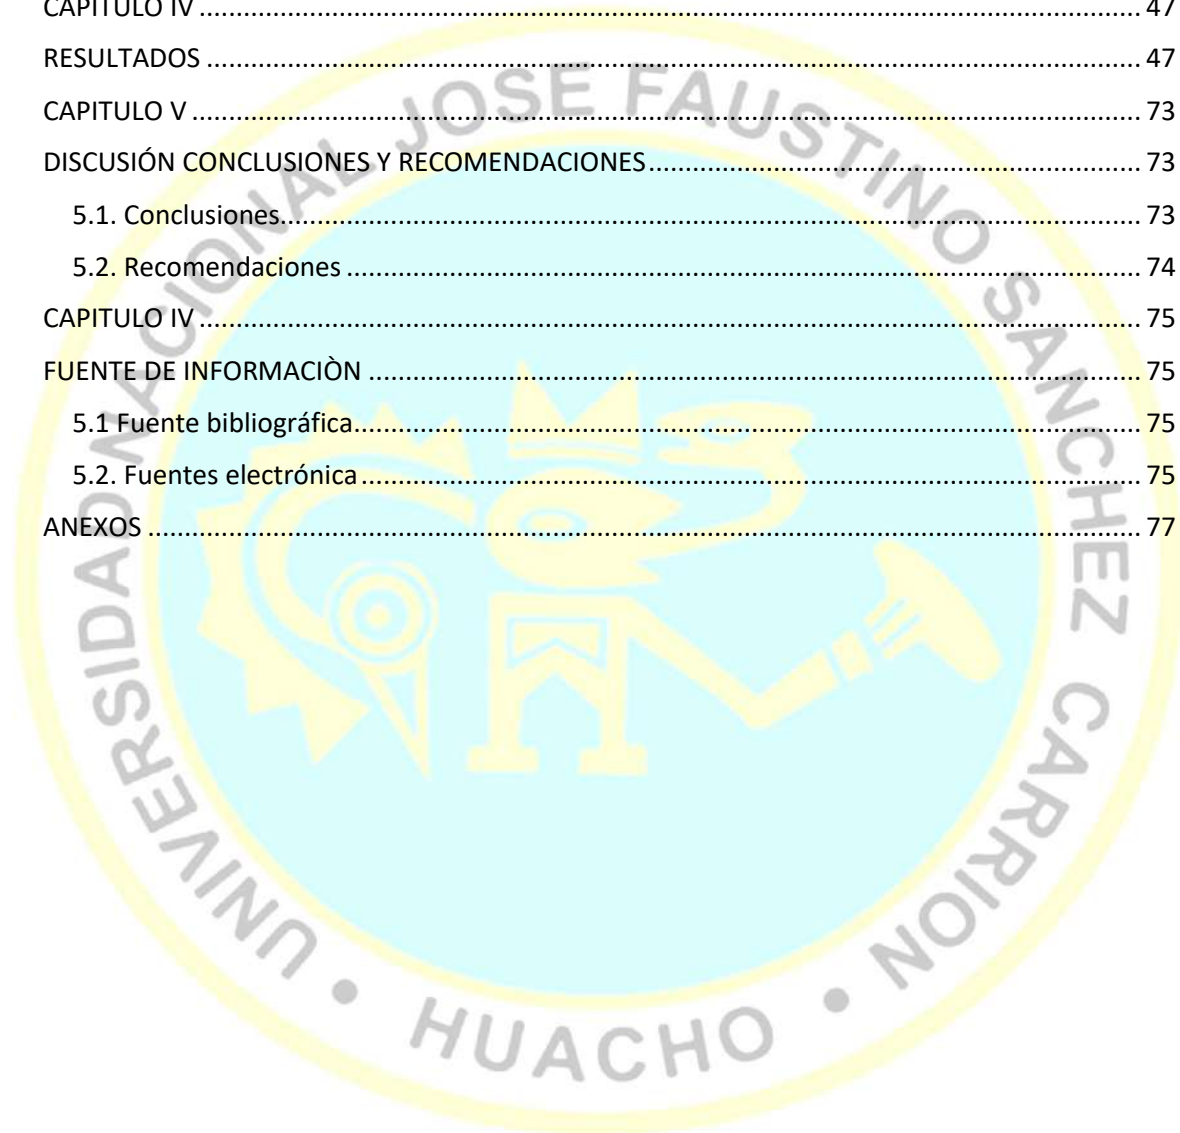 CAPITULO IV ........................................................ 47
RESULTADOS ........................................................ 47
CAPITULO V ........................................................ 73
DISCUSIÓN CONCLUSIONES Y RECOMENDACIONES ........................................................ 73
5.1. Conclusiones ........................................................ 73
5.2. Recomendaciones ........................................................ 74
CAPITULO IV ........................................................ 75
FUENTE DE INFORMACIÒN ........................................................ 75
5.1 Fuente bibliográfica ........................................................ 75
5.2. Fuentes electrónica ........................................................ 75
ANEXOS ........................................................ 77
UNIVERSIDAD NACIONAL JOSE FAUSTINO SANCHEZ CARRION
• HUACHO •